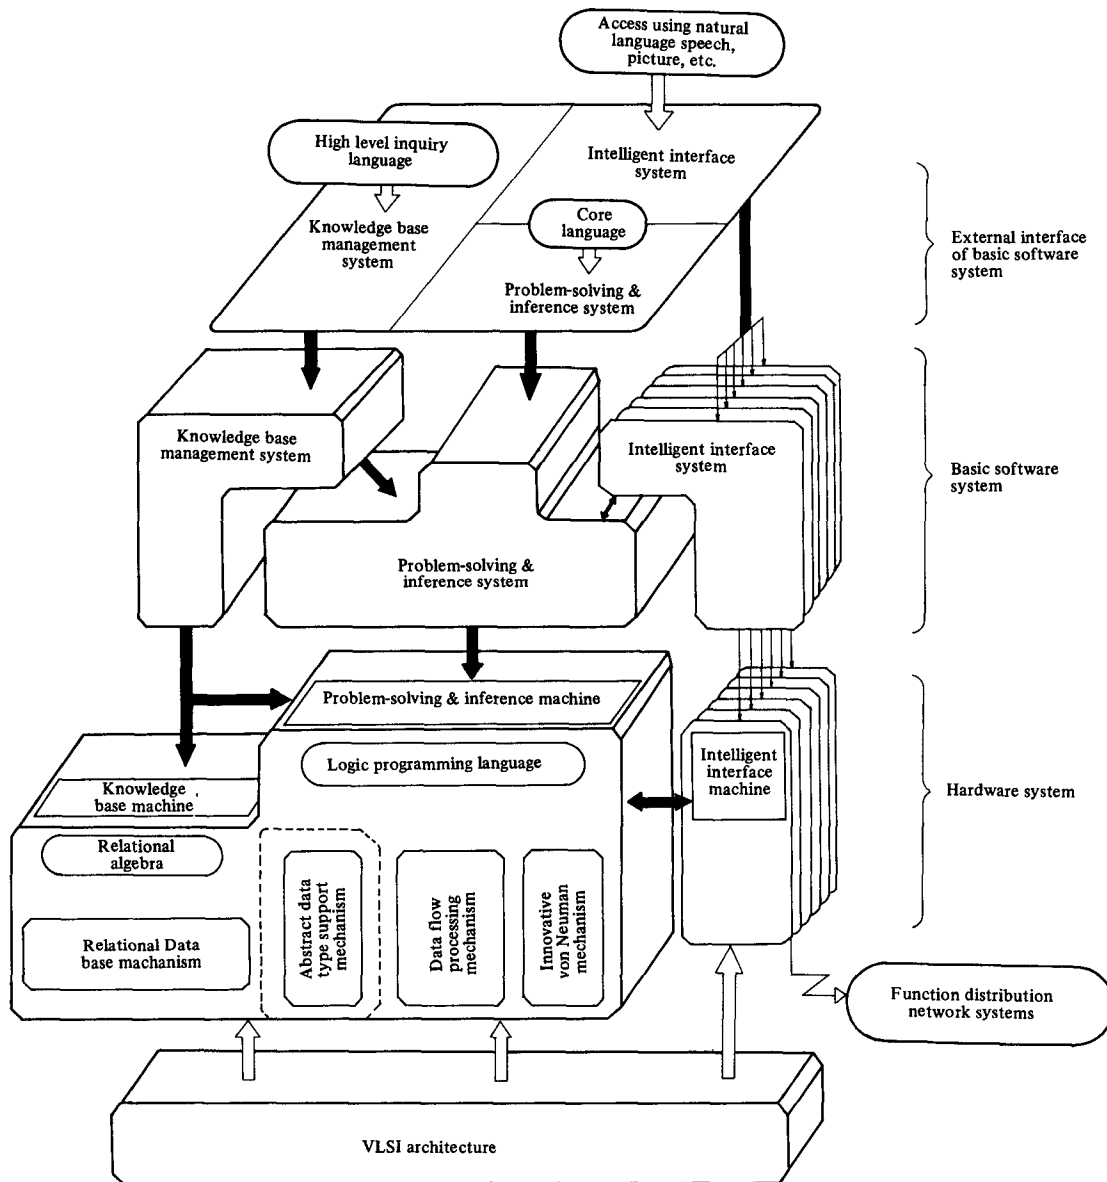 Access using natural
language speech,
picture, etc.
High level inquiry
language
Intelligent interface
system
Knowledge base
management
system
Core
language
Problem-solving &
inference system
External interface
of basic software
system
Knowledge base
management system
Intelligent interface
system
Basic software
system
Problem-solving &
inference system
Problem-solving & inference machine
Logic programming language
Intelligent
interface
machine
Hardware system
Knowledge
base machine
Relational
algebra
Relational Data
base machanism
Abstract data
type support
mechanism
Data flow
processing
mechanism
Innovative
von Neuman
mechanism
Function distribution
network systems
VLSI architecture